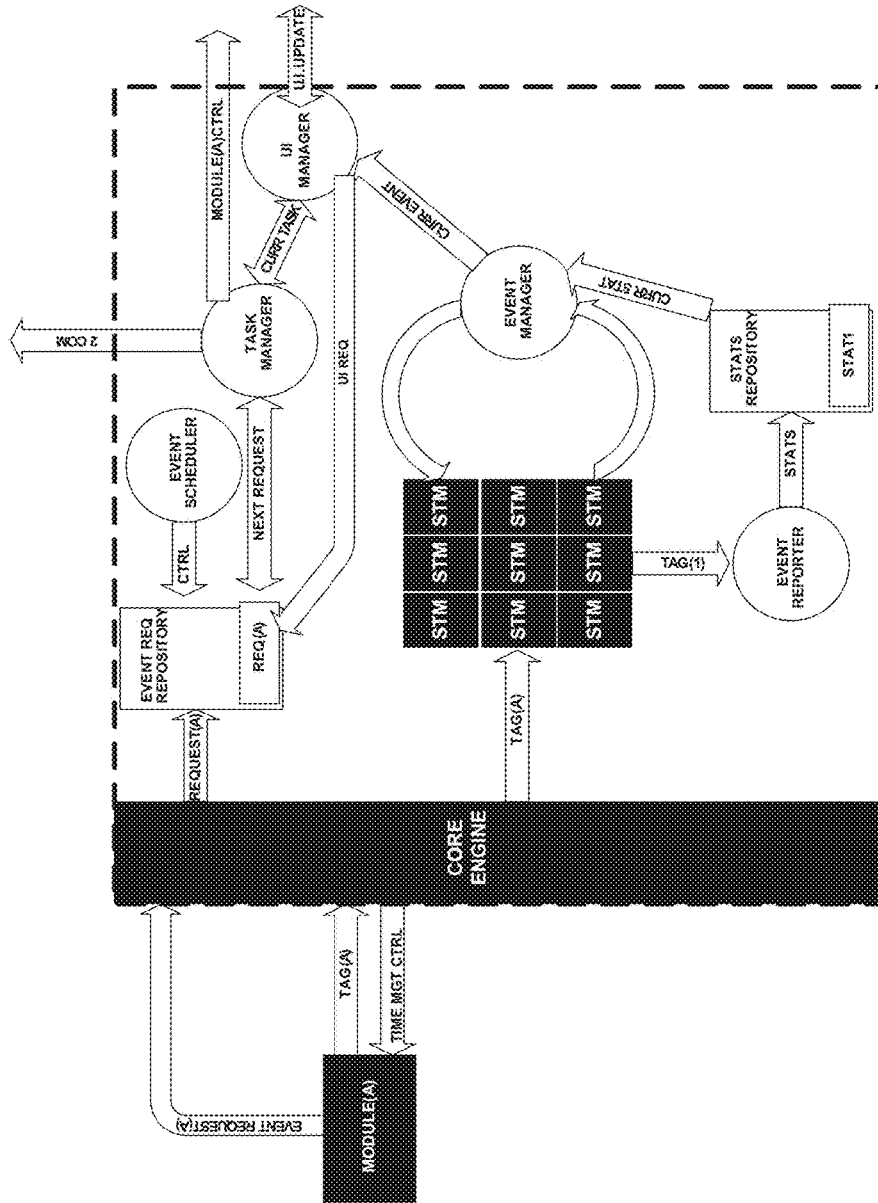 2 COM
MODULE(A)CTRL
UI UPDATE
UI
MANAGER
CURR TASK
TASK
MANAGER
EVENT
SCHEDULER
CTRL
NEXT REQUEST
UI REQ
EVENT REQ
REPOSITORY
REQ(A)
REQUEST(A)
CURR EVENT
EVENT
MANAGER
CURR STAT
STATS
REPOSITORY
STAT1
STATS
EVENT
REPORTER
TAG(1)
STM STM STM
STM STM STM
STM STM STM
TAG(A)
CORE
ENGINE
EVENT REQUEST(A)
TAG(A)
TIME MGT CTRL
MODULE(A)